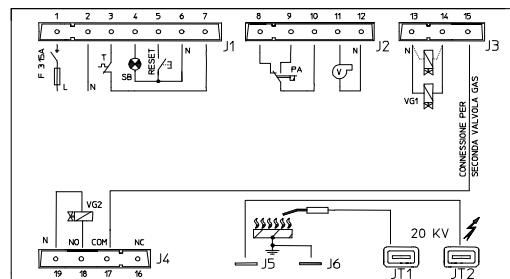 1 2 3 4 5 6 7 8 9 10 11 12 13 14 15
J1 J2 J3
F 3.15A
L
N
T
SB
RESET
N
PA
V
N
N
VG1
CONNESSIONE PER
SECONDA VALVOLA GAS
VG2
N NO COM NC
J4
19 18 17 16
J5 J6
20 KV
JT1 JT2